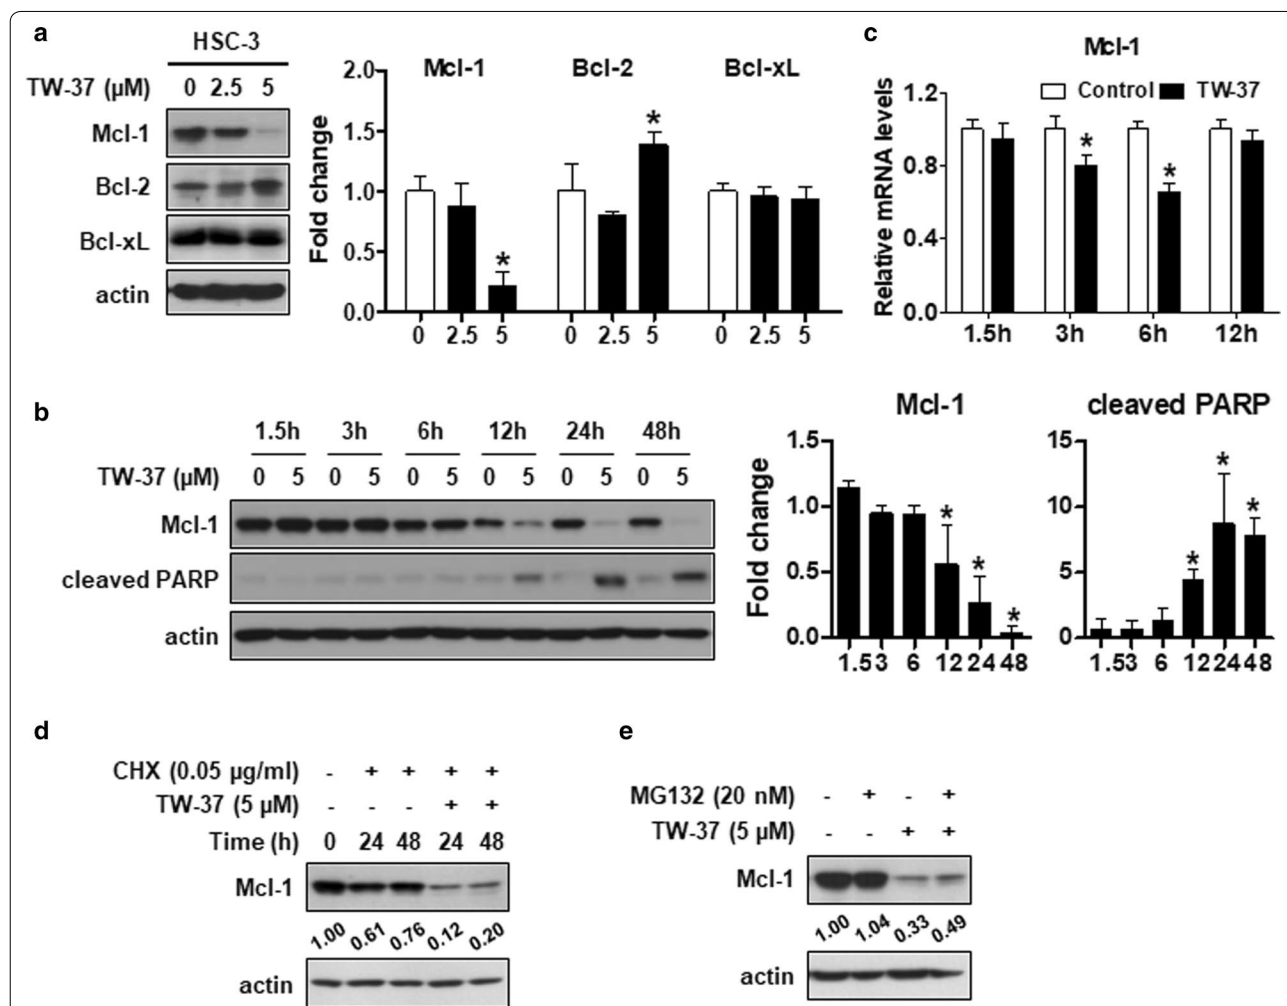 a
HSC-3
TW-37 (µM) 0 2.5 5
Mcl-1
Bcl-2
Bcl-xL
actin
Fold change
2.0
1.5
1.0
0.5
0.0
Mcl-1 Bcl-2 Bcl-xL
*
*
0 2.5 5 0 2.5 5 0 2.5 5
c
Mcl-1
Control TW-37
Relative mRNA levels
1.2
0.8
0.4
0.0
*
*
1.5h 3h 6h 12h
b
1.5h 3h 6h 12h 24h 48h
TW-37 (µM) 0 5 0 5 0 5 0 5 0 5 0 5
Mcl-1
cleaved PARP
actin
Mcl-1
Fold change
1.5
1.0
0.5
0.0
*
*
*
1.5 3 6 12 24 48
cleaved PARP
15
10
5
0
*
*
*
1.5 3 6 12 24 48
d
CHX (0.05 µg/ml) - + + + +
TW-37 (5 µM) - - - + +
Time (h) 0 24 48 24 48
Mcl-1
1.00 0.61 0.76 0.12 0.20
actin
e
MG132 (20 nM) - + - +
TW-37 (5 µM) - - + +
Mcl-1
1.00 1.04 0.33 0.49
actin